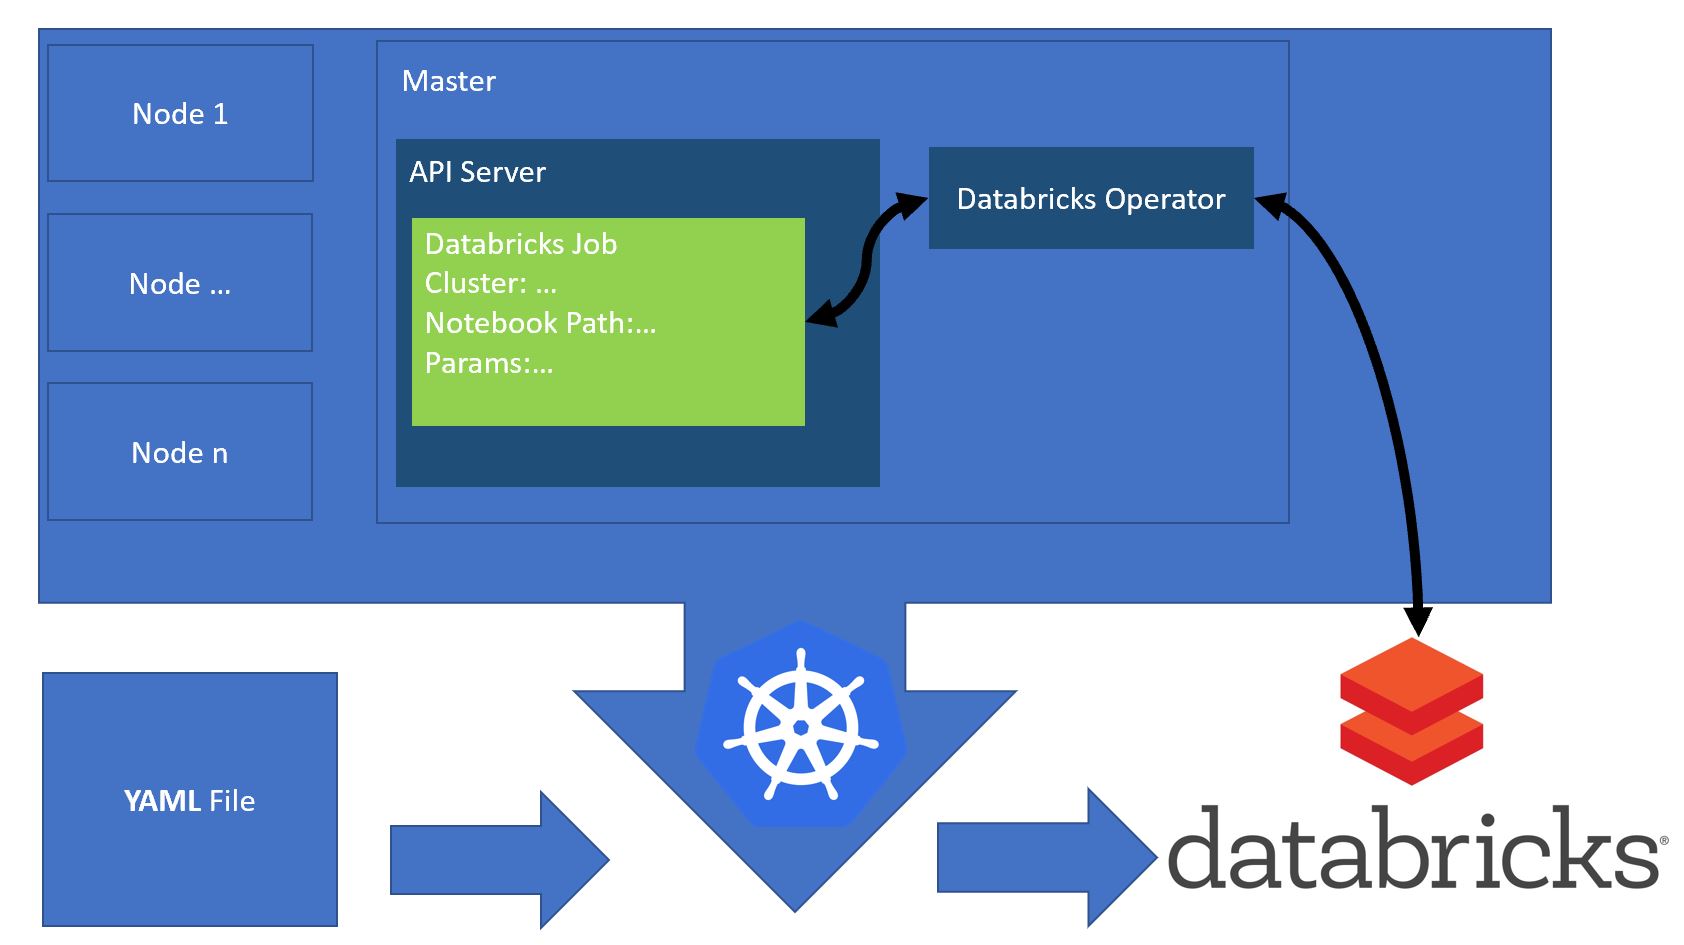 Node 1
Node ...
Node n
Master
API Server
Databricks Job
Cluster: ...
Notebook Path:...
Params:...
Databricks Operator
YAML File
databricks®